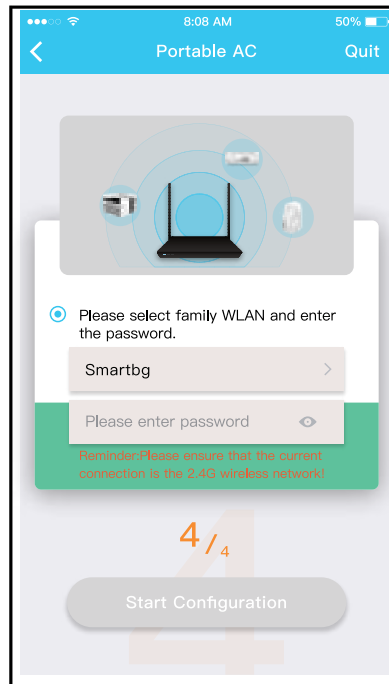 8:08 AM 50%
Portable AC Quit
Please select family WLAN and enter
the password.
Smartbg
Please enter password
Reminder:Please ensure that the current
connection is the 2.4G wireless network!
4/4
4
Start Configuration